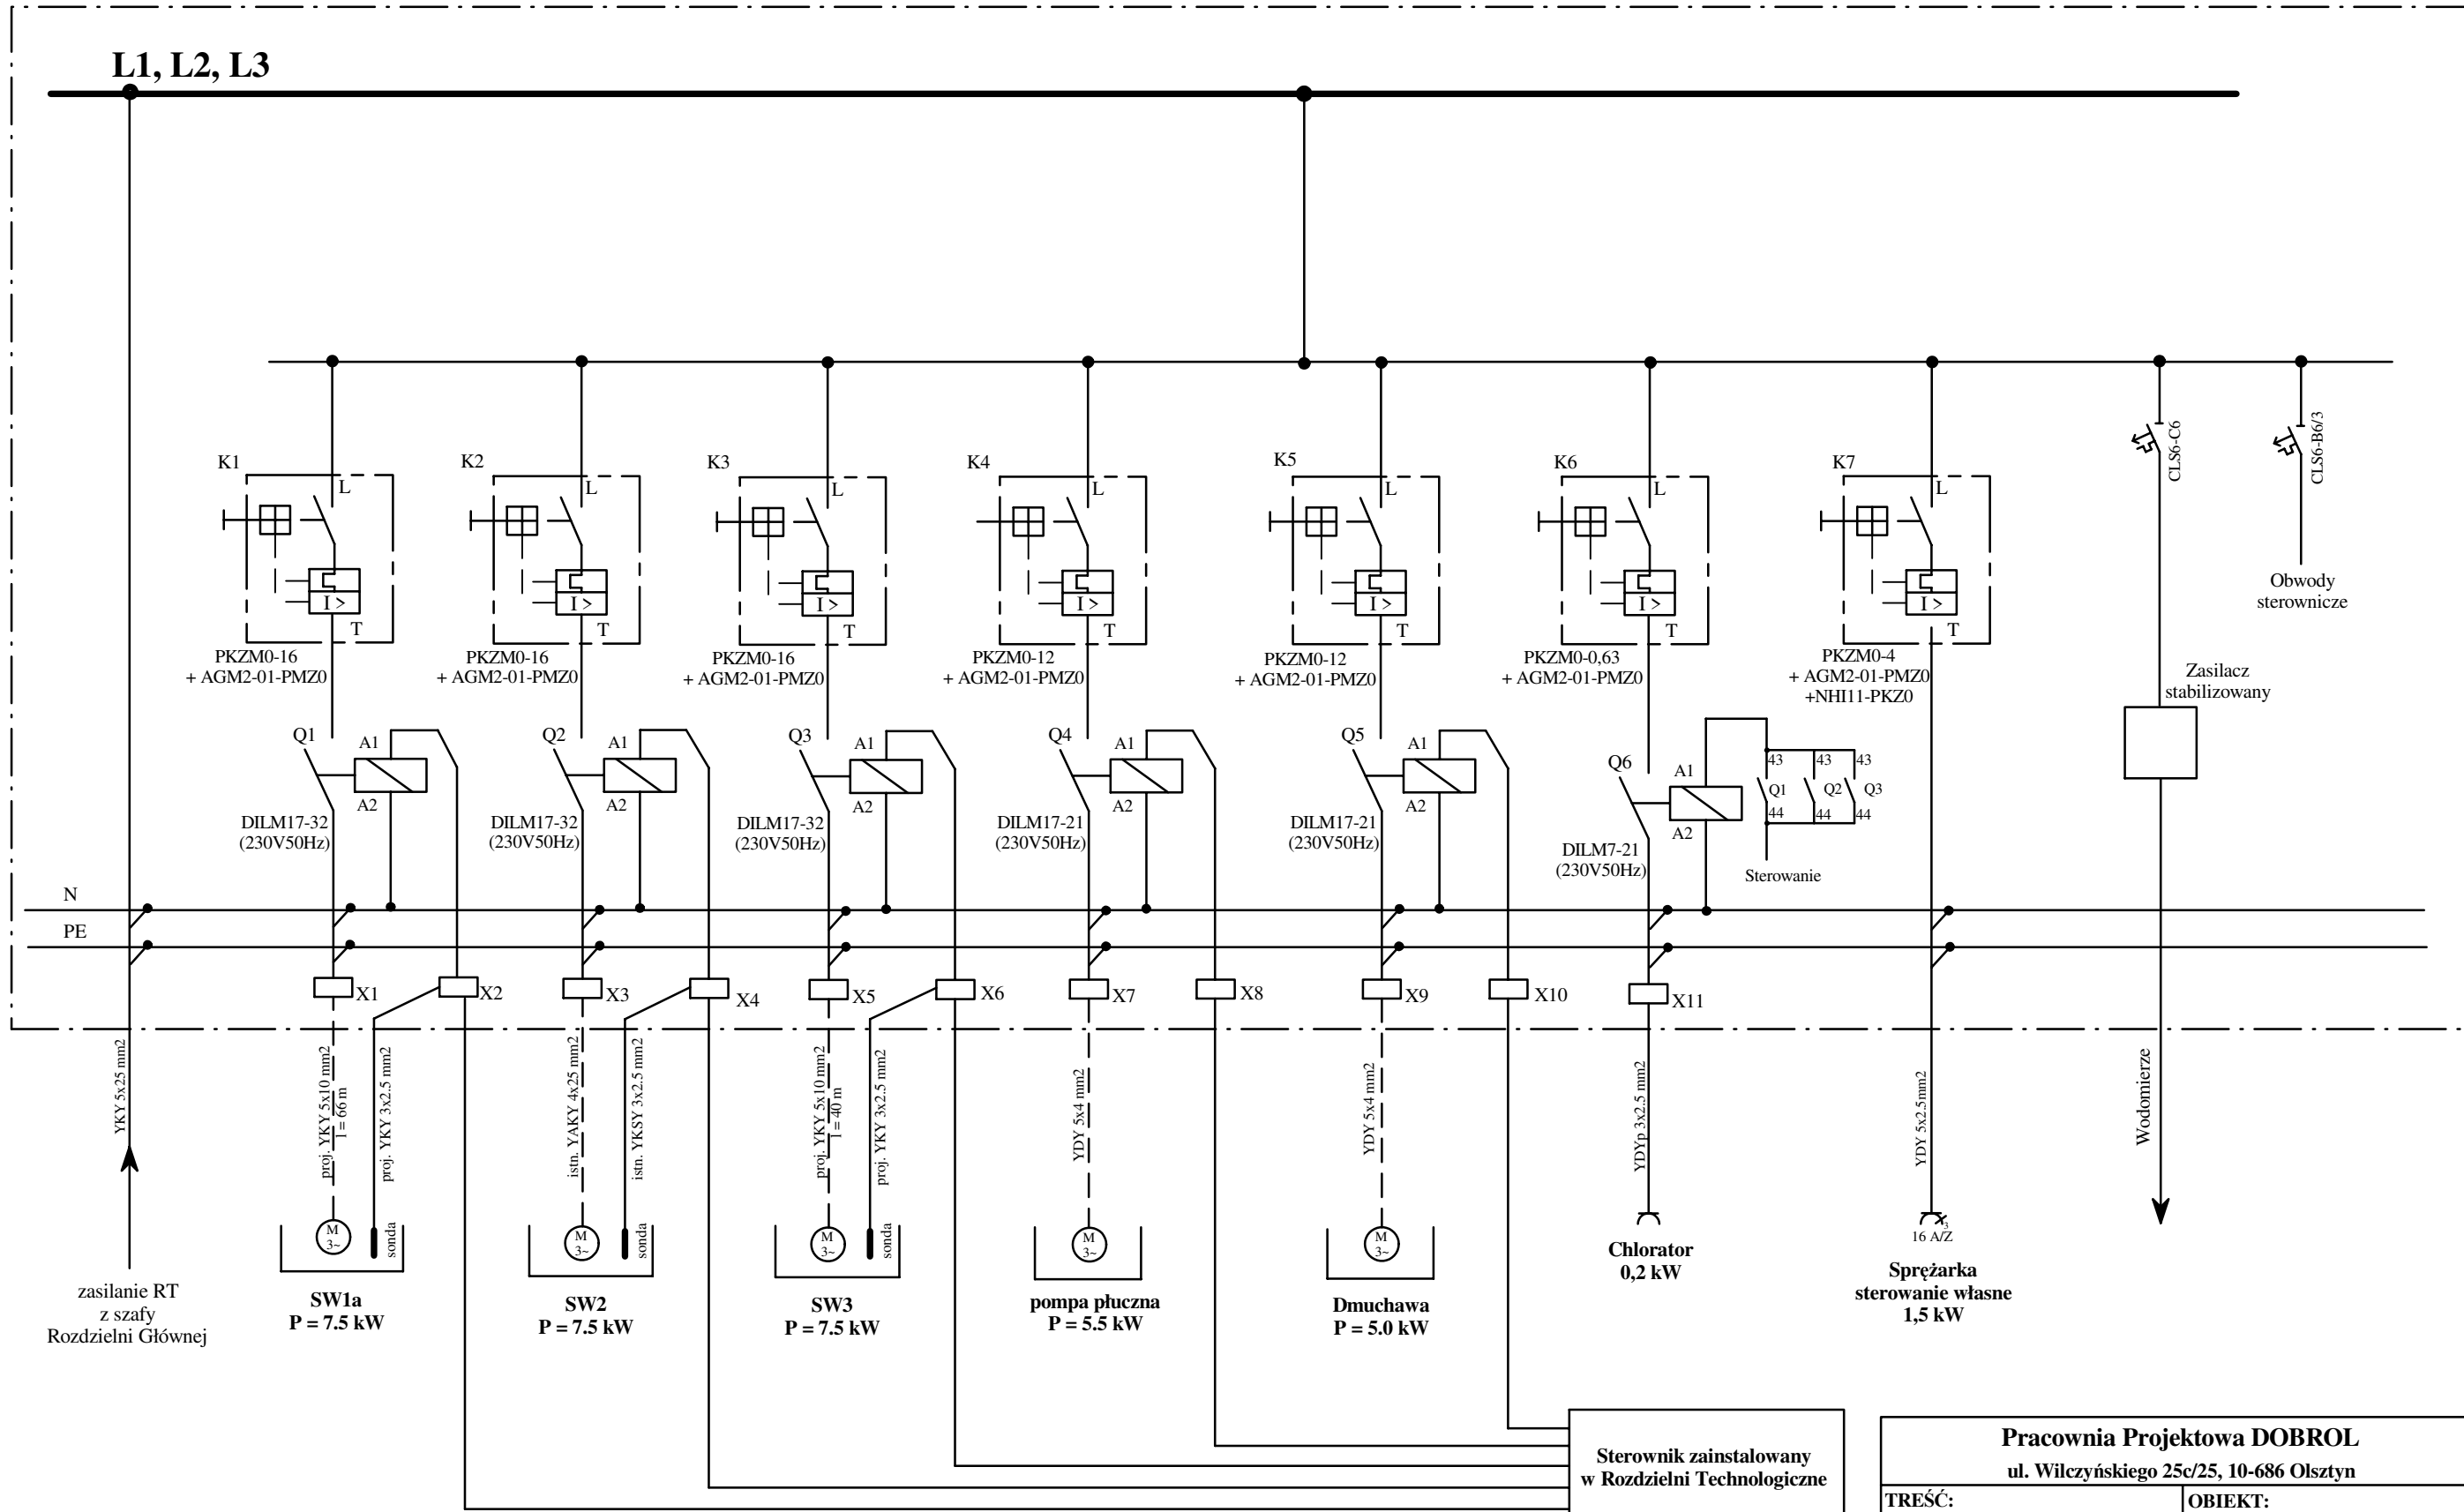 L1, L2, L3
K1
K2
K3
K4
K5
K6
K7
L
L
L
L
L
L
L
I >
I >
I >
I >
I >
I >
I >
T
T
T
T
T
T
T
CLS6-C6
CLS6-B6/3
Obwody
sterownicze
PKZM0-16
+ AGM2-01-PMZ0
PKZM0-16
+ AGM2-01-PMZ0
PKZM0-16
+ AGM2-01-PMZ0
PKZM0-12
+ AGM2-01-PMZ0
PKZM0-12
+ AGM2-01-PMZ0
PKZM0-0,63
+ AGM2-01-PMZ0
PKZM0-4
+ AGM2-01-PMZ0
+NHI11-PKZ0
Zasilacz
stabilizowany
Q1
A1
A2
DILM17-32
(230V50Hz)
Q2
A1
A2
DILM17-32
(230V50Hz)
Q3
A1
A2
DILM17-32
(230V50Hz)
Q4
A1
A2
DILM17-21
(230V50Hz)
Q5
A1
A2
DILM17-21
(230V50Hz)
Q6
A1
A2
DILM7-21
(230V50Hz)
43 43 43
Q1 Q2 Q3
44 44 44
Sterowanie
N
PE
X1
X2
X3
X4
X5
X6
X7
X8
X9
X10
X11
YKY 5x25 mm2
proj. YKY 5x10 mm2
l = 66 m
proj. YKY 3x2.5 mm2
istn. YAKY 4x25 mm2
istn. YKSY 3x2.5 mm2
proj. YKY 5x10 mm2
l = 40 m
proj. YKY 3x2.5 mm2
YDY 5x4 mm2
YDY 5x4 mm2
YDYp 3x2.5 mm2
YDY 5x2.5mm2
Wodomierze
M
3~
sonda
M
3~
sonda
M
3~
sonda
M
3~
M
3~
3
16 A/Z
zasilanie RT
z szafy
Rozdzielni Głównej
SW1a
P = 7.5 kW
SW2
P = 7.5 kW
SW3
P = 7.5 kW
pompa płuczna
P = 5.5 kW
Dmuchawa
P = 5.0 kW
Chlorator
0,2 kW
Sprężarka
sterowanie własne
1,5 kW
Sterownik zainstalowany
w Rozdzielni Technologiczne
Pracownia Projektowa DOBROL
ul. Wilczyńskiego 25c/25, 10-686 Olsztyn
TREŚĆ:
OBIEKT: